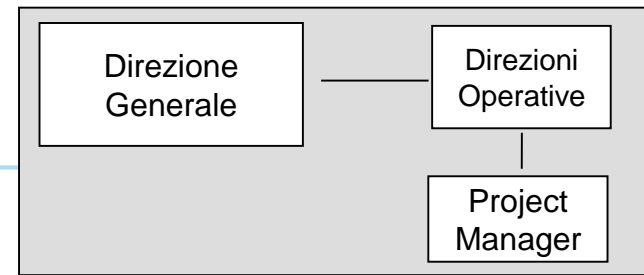 Direzione
Generale
Direzioni
Operative
Project
Manager